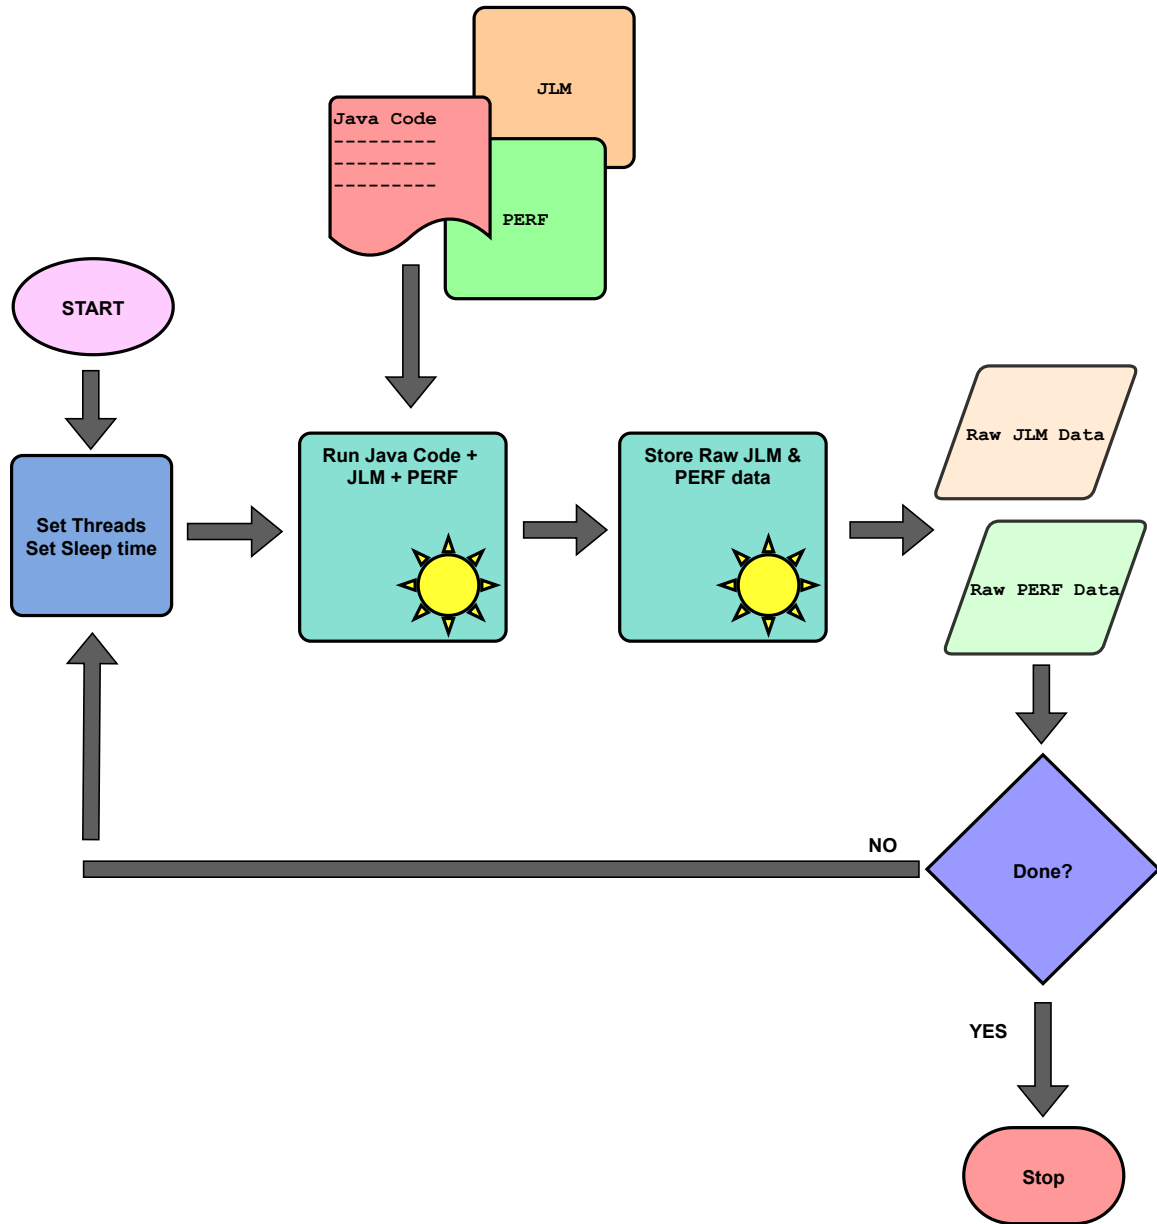 JLM
Java Code
----------
----------
----------
PERF
START
Run Java Code +
JLM + PERF
Store Raw JLM &
PERF data
Raw JLM Data
Set Threads
Set Sleep time
Raw PERF Data
NO
Done?
YES
Stop